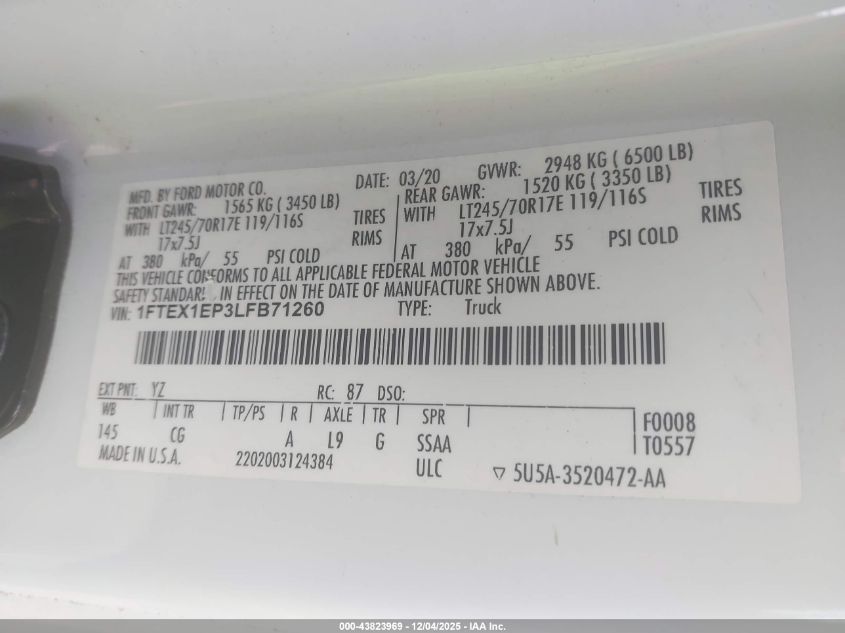 MFD. BY FORD MOTOR CO. DATE: 03/20 GVWR: 2948 KG ( 6500 LB)
FRONT GAWR: 1565 KG ( 3450 LB) REAR GAWR: 1520 KG ( 3350 LB)
WITH LT245/70R17E 119/116S TIRES WITH LT245/70R17E 119/116S TIRES
17x7.5J RIMS 17x7.5J RIMS
AT 380 kPa/ 55 PSI COLD AT 380 kPa/ 55 PSI COLD
THIS VEHICLE CONFORMS TO ALL APPLICABLE FEDERAL MOTOR VEHICLE
SAFETY STANDAR IN EFFECT ON THE DATE OF MANUFACTURE SHOWN ABOVE.
VIN: 1FTEX1EP3LFB71260 TYPE: Truck
EXT PNT: YZ RC: 87 DSO:
WB INT TR TP/PS R AXLE TR SPR F0008
145 CG A L9 G SSAA T0557
MADE IN U.S.A. 2202003124384 ULC ▽ 5U5A-3520472-AA
000-43823969 - 12/04/2025 - IAA Inc.